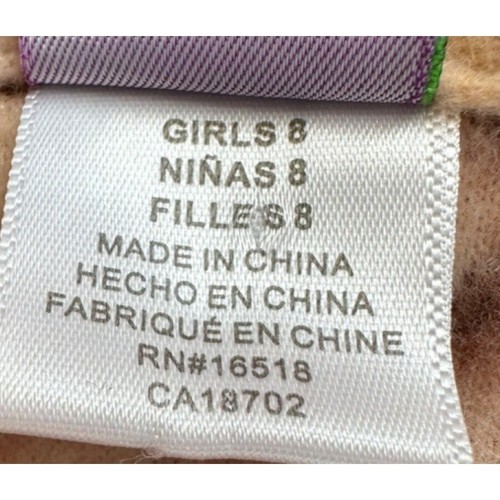 GIRLS 8
NIÑAS 8
FILLES 8
MADE IN CHINA
HECHO EN CHINA
FABRIQUÉ EN CHINE
RN#16518
CA18702